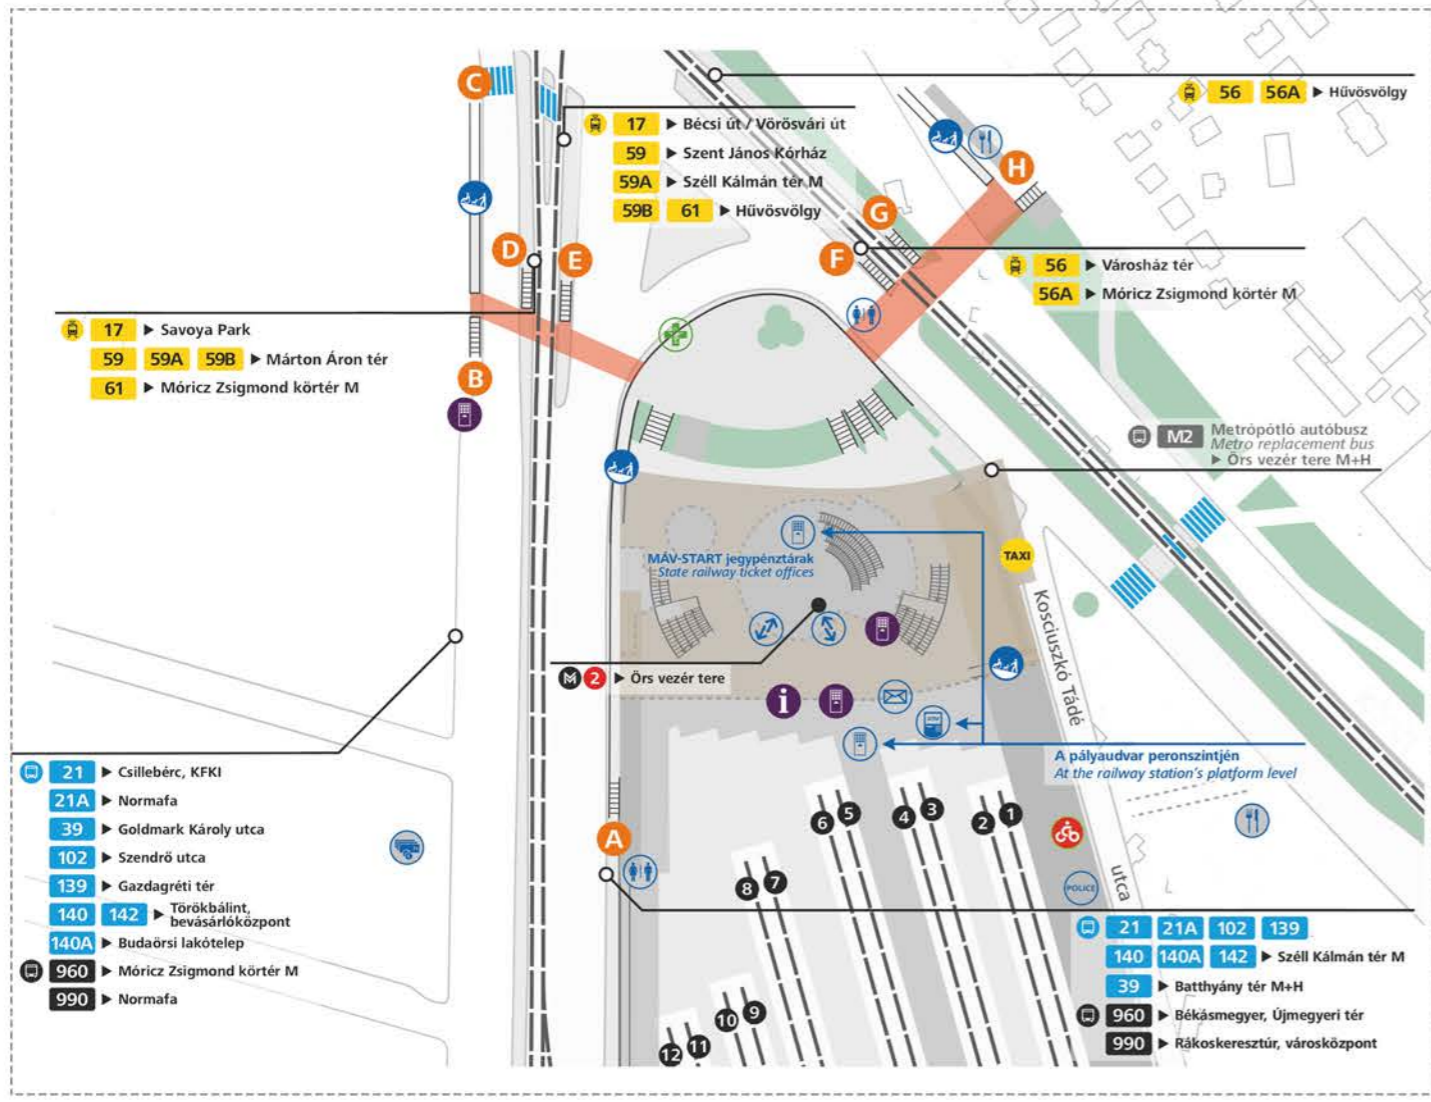 C
56 56A ▶ Hűvösvölgy
17 ▶ Bécsi út / Vörösvári út
59 ▶ Szent János Kórház
59A ▶ Széll Kálmán tér M
59B 61 ▶ Hűvösvölgy
H
G
D
E
F
56 ▶ Városház tér
56A ▶ Móricz Zsigmond körtér M
17 ▶ Savoya Park
59 59A 59B ▶ Márton Áron tér
61 ▶ Móricz Zsigmond körtér M
B
M2 Metrópótló autóbusz
Metro replacement bus
▶ Örs vezér tere M+H
MÁV-START jegypénztárak
State railway ticket offices
TAXI
Kosciuszkó Tádé
utca
M 2 ▶ Örs vezér tere
i
A pályaudvar peronszintjén
At the railway station's platform level
21 ▶ Csillebérc, KFKI
21A ▶ Normafa
39 ▶ Goldmark Károly utca
102 ▶ Szendrő utca
139 ▶ Gazdagréti tér
140 142 ▶ Törökbálint,
bevásárlóközpont
140A ▶ Budaörsi lakótelep
960 ▶ Móricz Zsigmond körtér M
990 ▶ Normafa
A
6 5 4 3 2 1
8 7
10 9
12 11
POLICE
21 21A 102 139
140 140A 142 ▶ Széll Kálmán tér M
39 ▶ Batthyány tér M+H
960 ▶ Békásmegyer, Újmegyeri tér
990 ▶ Rákoskeresztúr, városközpont